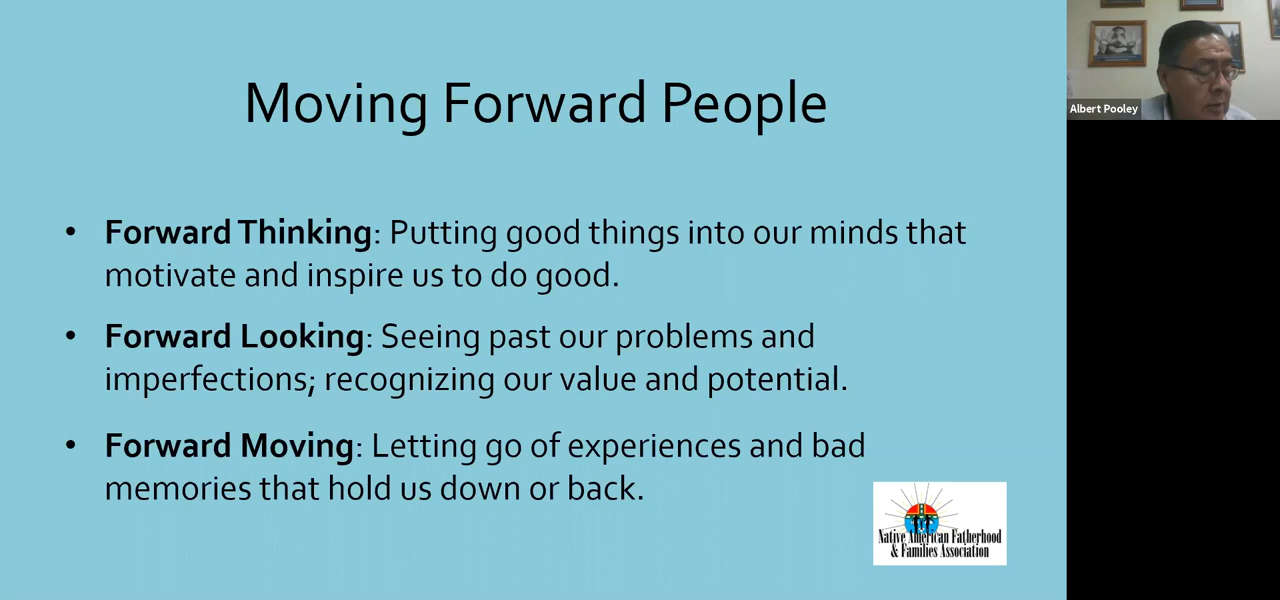 Moving Forward People
• Forward Thinking: Putting good things into our minds that
motivate and inspire us to do good.
• Forward Looking: Seeing past our problems and
imperfections; recognizing our value and potential.
• Forward Moving: Letting go of experiences and bad
memories that hold us down or back.
Native American Fatherhood
& Families Association
Albert Pooley